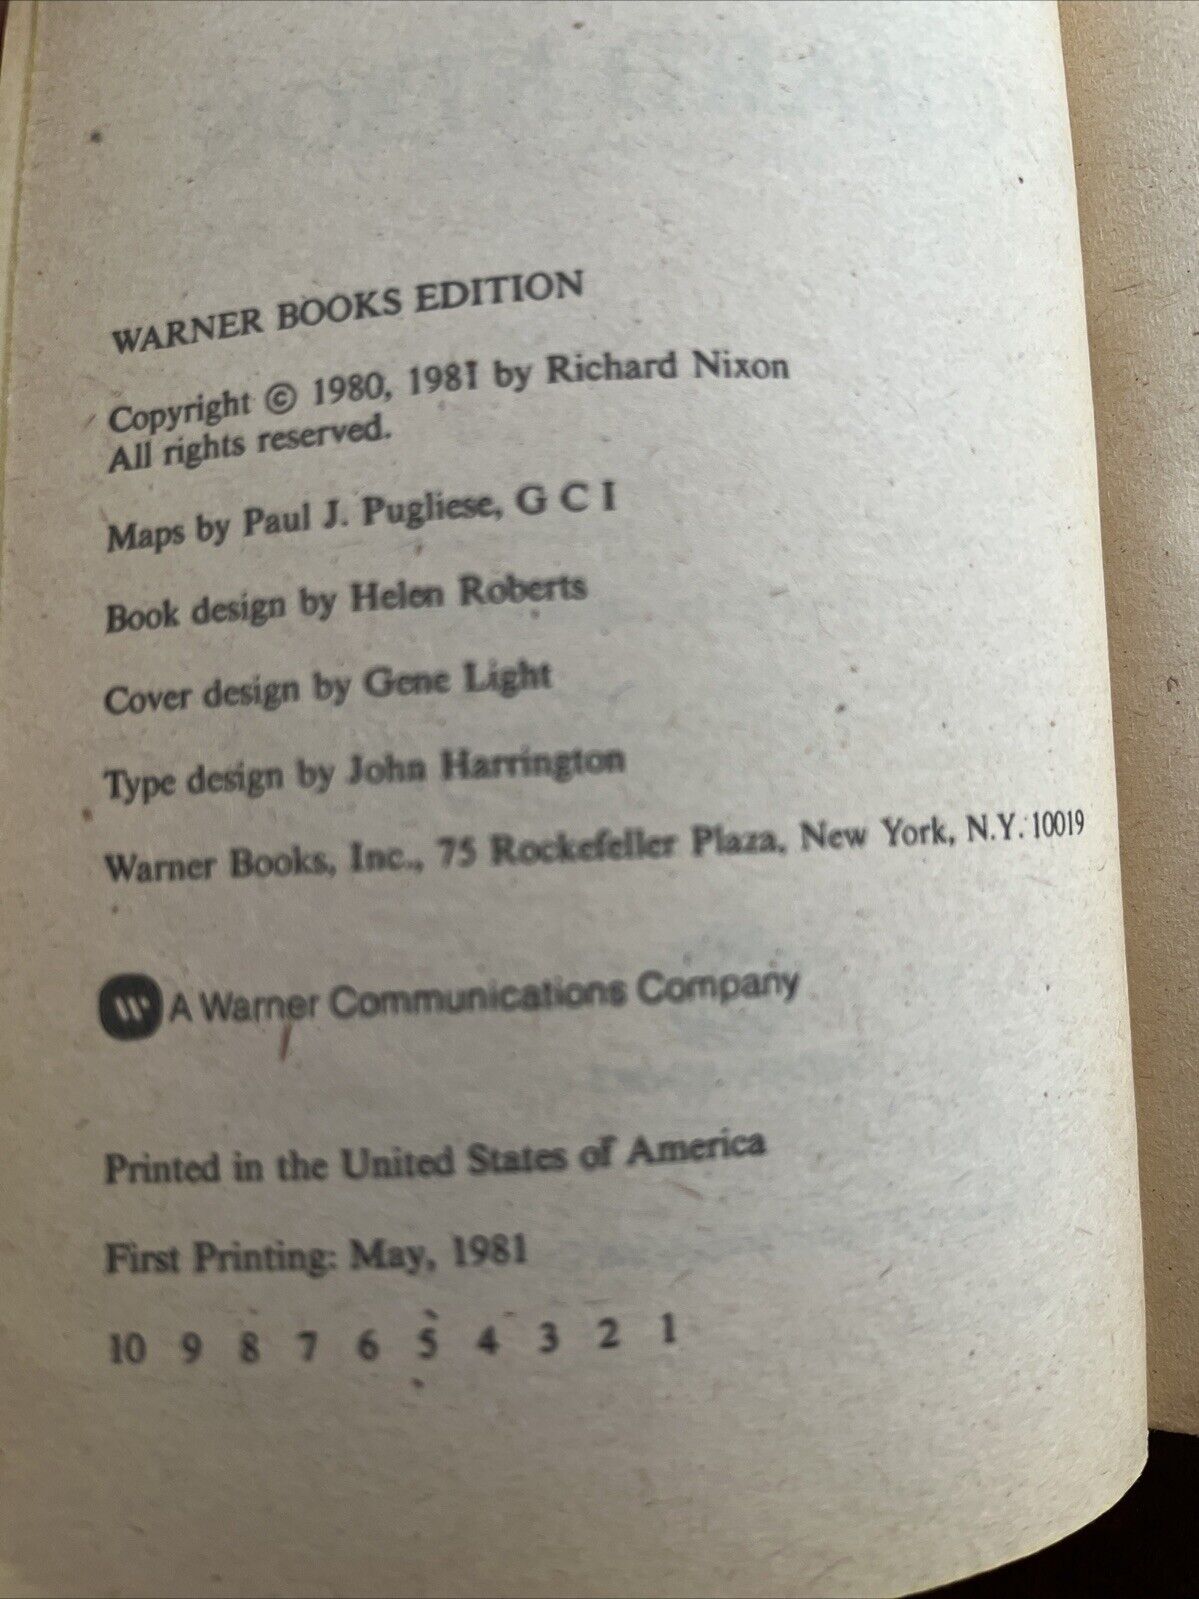 WARNER BOOKS EDITION
Copyright © 1980, 1981 by Richard Nixon
All rights reserved.
Maps by Paul J. Pugliese, G C I
Book design by Helen Roberts
Cover design by Gene Light
Type design by John Harrington
Warner Books, Inc., 75 Rockefeller Plaza, New York, N.Y. 10019
W A Warner Communications Company
Printed in the United States of America
First Printing: May, 1981
10 9 8 7 6 5 4 3 2 1